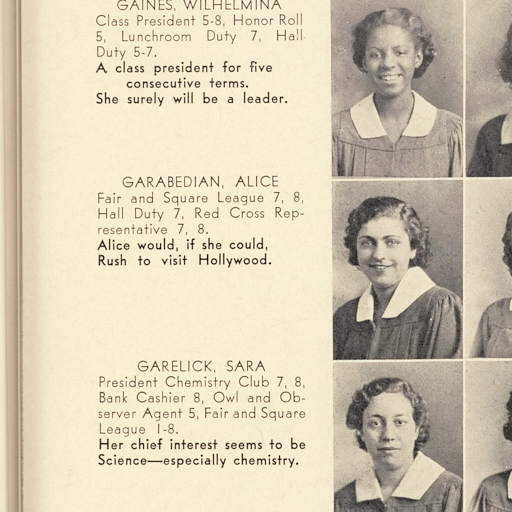 GAINES, WILHELMINA
Class President 5-8, Honor Roll
5, Lunchroom Duty 7, Hall
Duty 5-7.
A class president for five
consecutive terms.
She surely will be a leader.
GARABEDIAN, ALICE
Fair and Square League 7, 8,
Hall Duty 7, Red Cross Rep-
resentative 7, 8.
Alice would, if she could,
Rush to visit Hollywood.
GARELICK, SARA
President Chemistry Club 7, 8,
Bank Cashier 8, Owl and Ob-
server Agent 5, Fair and Square
League 1-8.
Her chief interest seems to be
Science—especially chemistry.